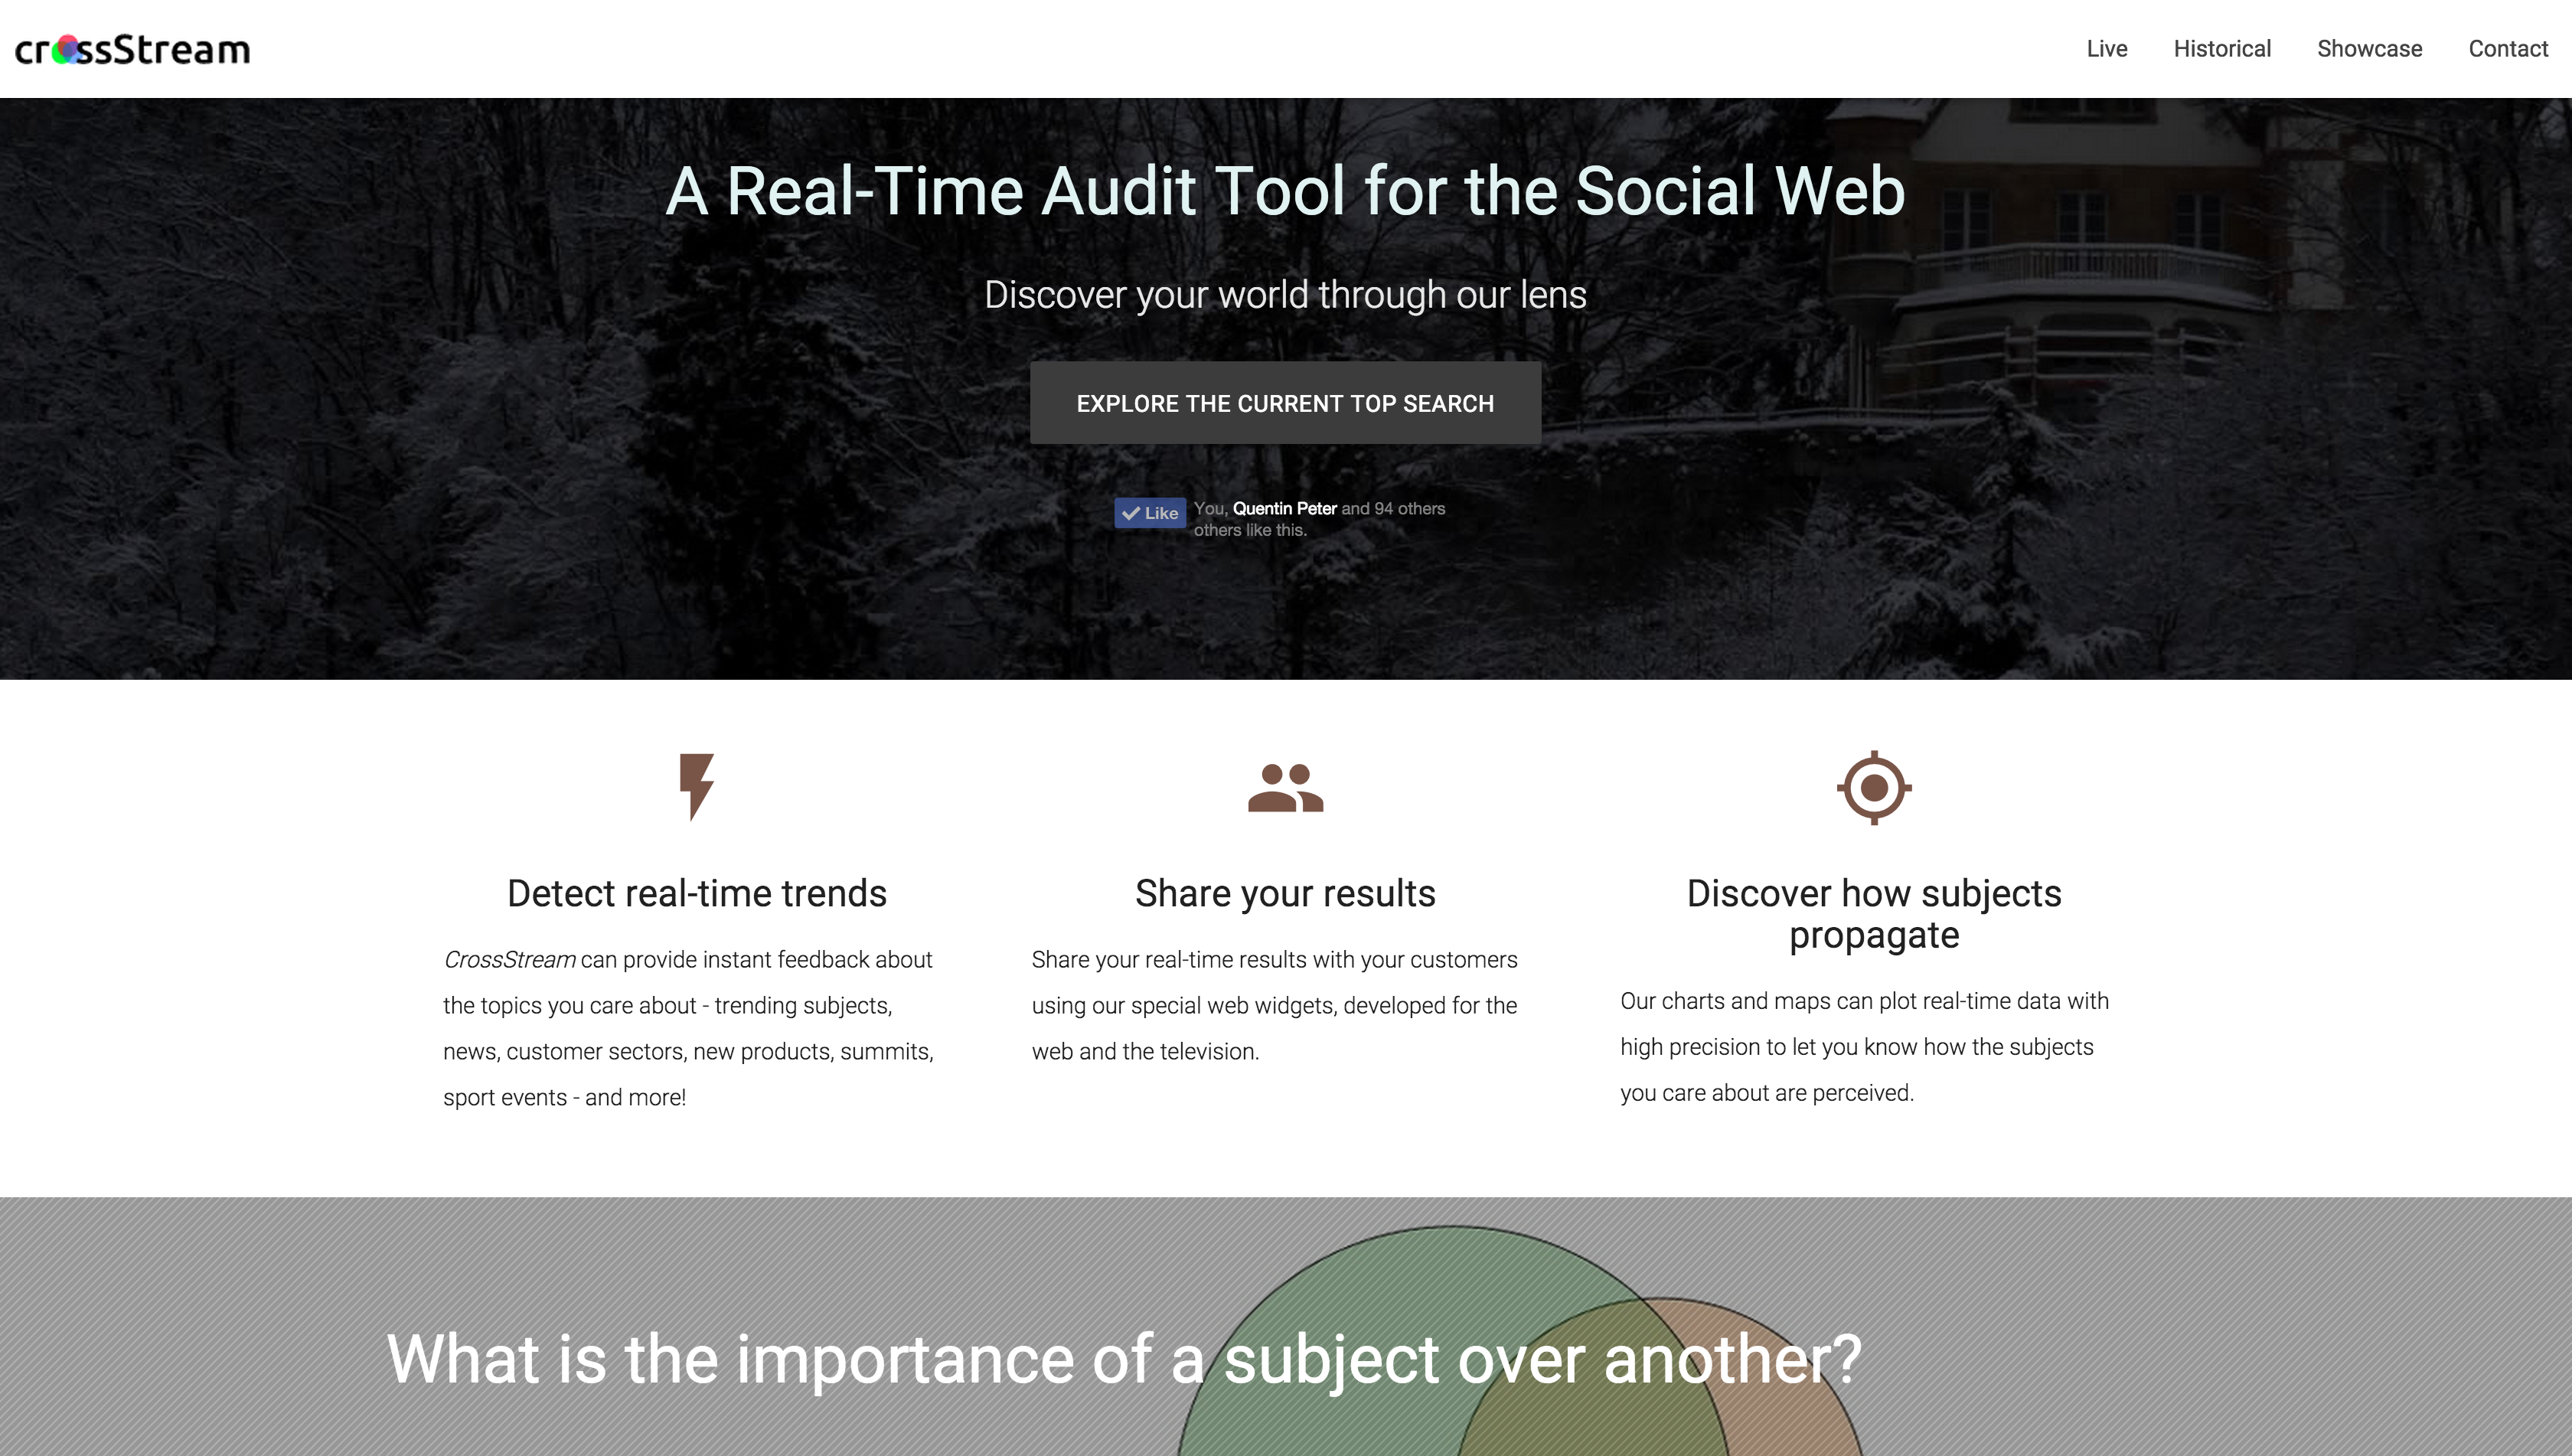 crossStream
Live
Historical
Showcase
Contact
A Real-Time Audit Tool for the Social Web
Discover your world through our lens
EXPLORE THE CURRENT TOP SEARCH
Like
You, Quentin Peter and 94 others
others like this.
Detect real-time trends
CrossStream can provide instant feedback about
the topics you care about - trending subjects,
news, customer sectors, new products, summits,
sport events - and more!
Share your results
Share your real-time results with your customers
using our special web widgets, developed for the
web and the television.
Discover how subjects
propagate
Our charts and maps can plot real-time data with
high precision to let you know how the subjects
you care about are perceived.
What is the importance of a subject over another?